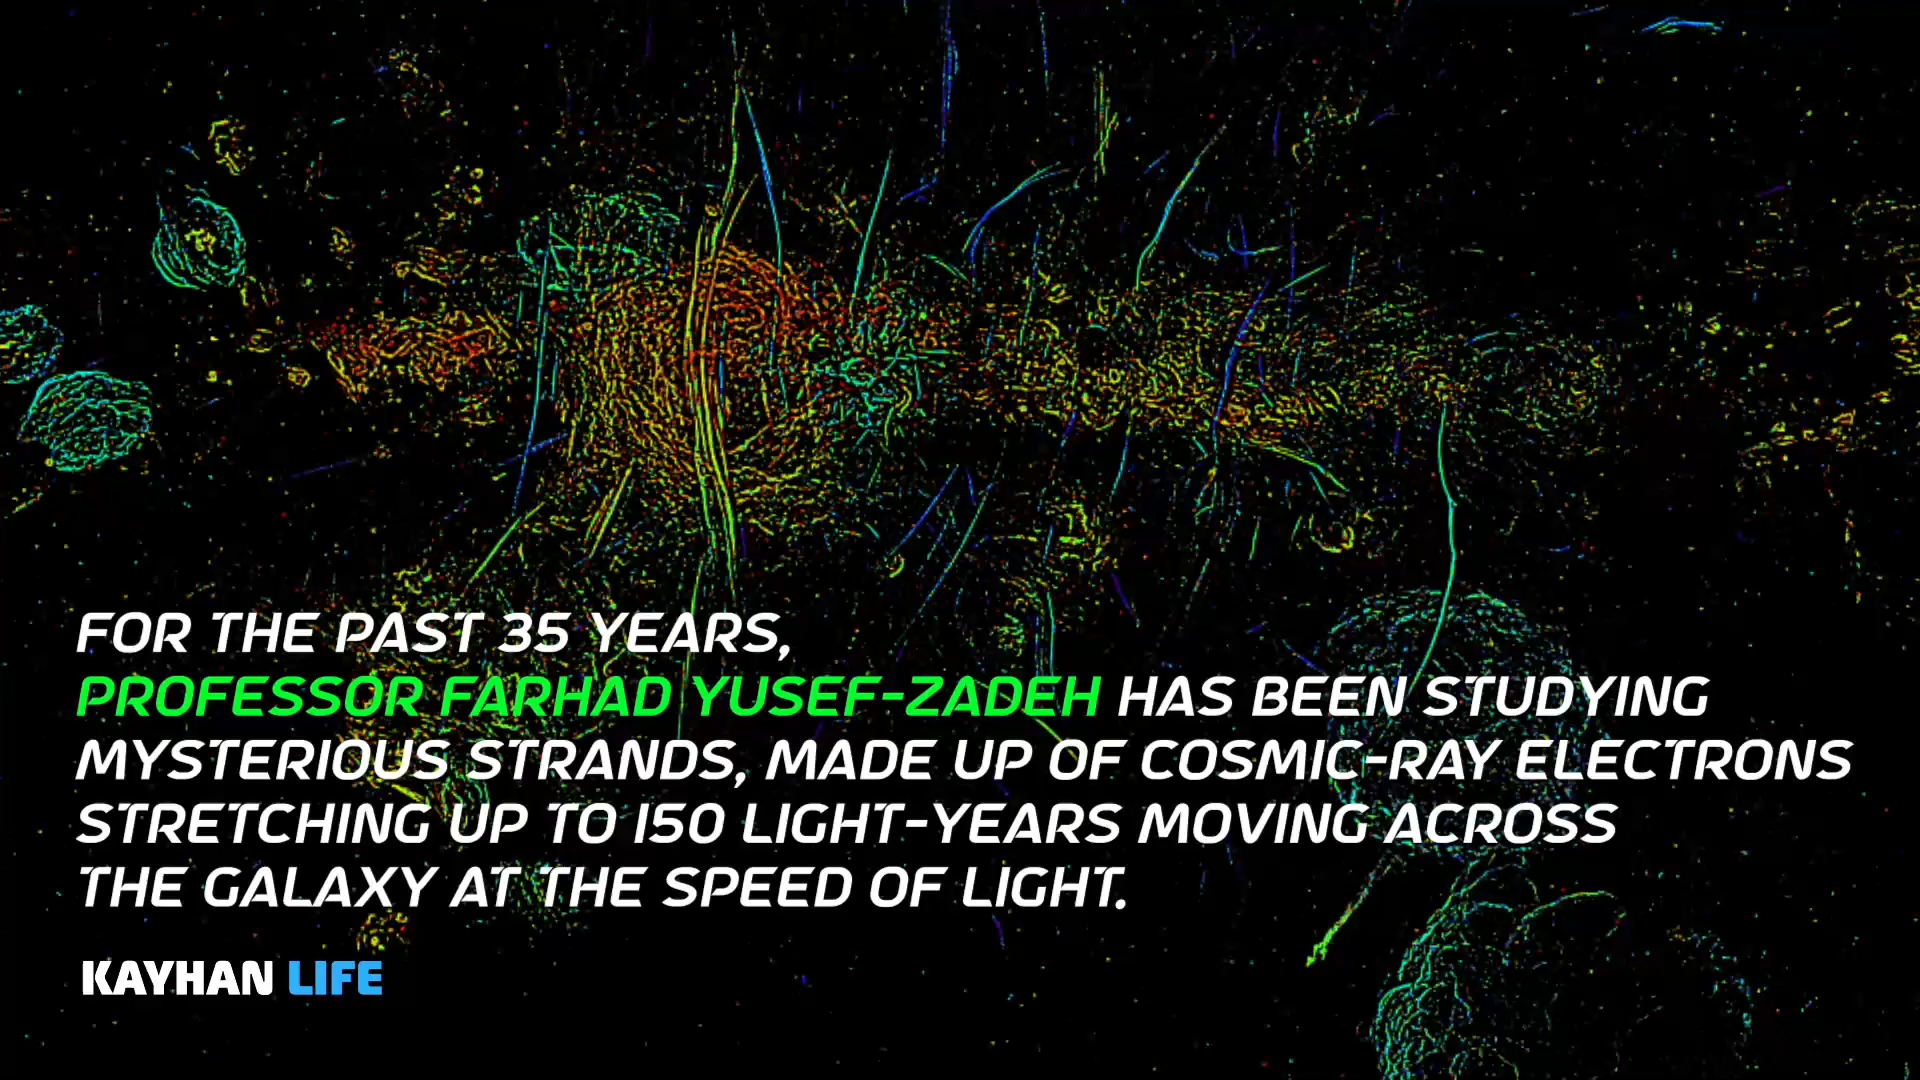 FOR THE PAST 35 YEARS,
PROFESSOR FARHAD YUSEF-ZADEH HAS BEEN STUDYING
MYSTERIOUS STRANDS, MADE UP OF COSMIC-RAY ELECTRONS
STRETCHING UP TO 150 LIGHT-YEARS MOVING ACROSS
THE GALAXY AT THE SPEED OF LIGHT.
KAYHAN LIFE